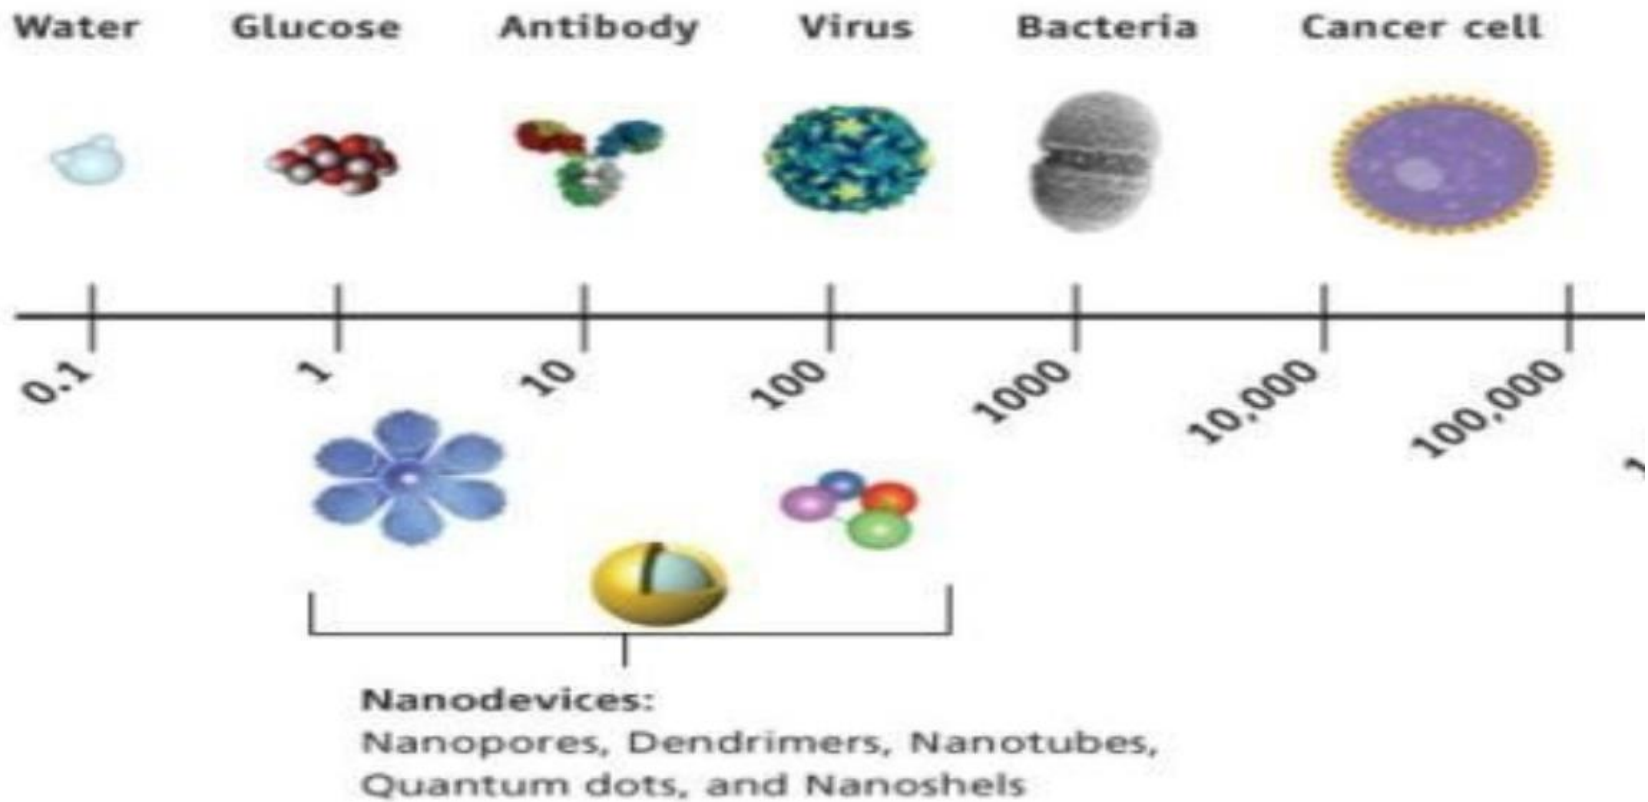 Water Glucose Antibody Virus Bacteria Cancer cell
0.1 1 10 100 1000 10,000 100,000
Nanodevices:
Nanopores, Dendrimers, Nanotubes,
Quantum dots, and Nanoshels